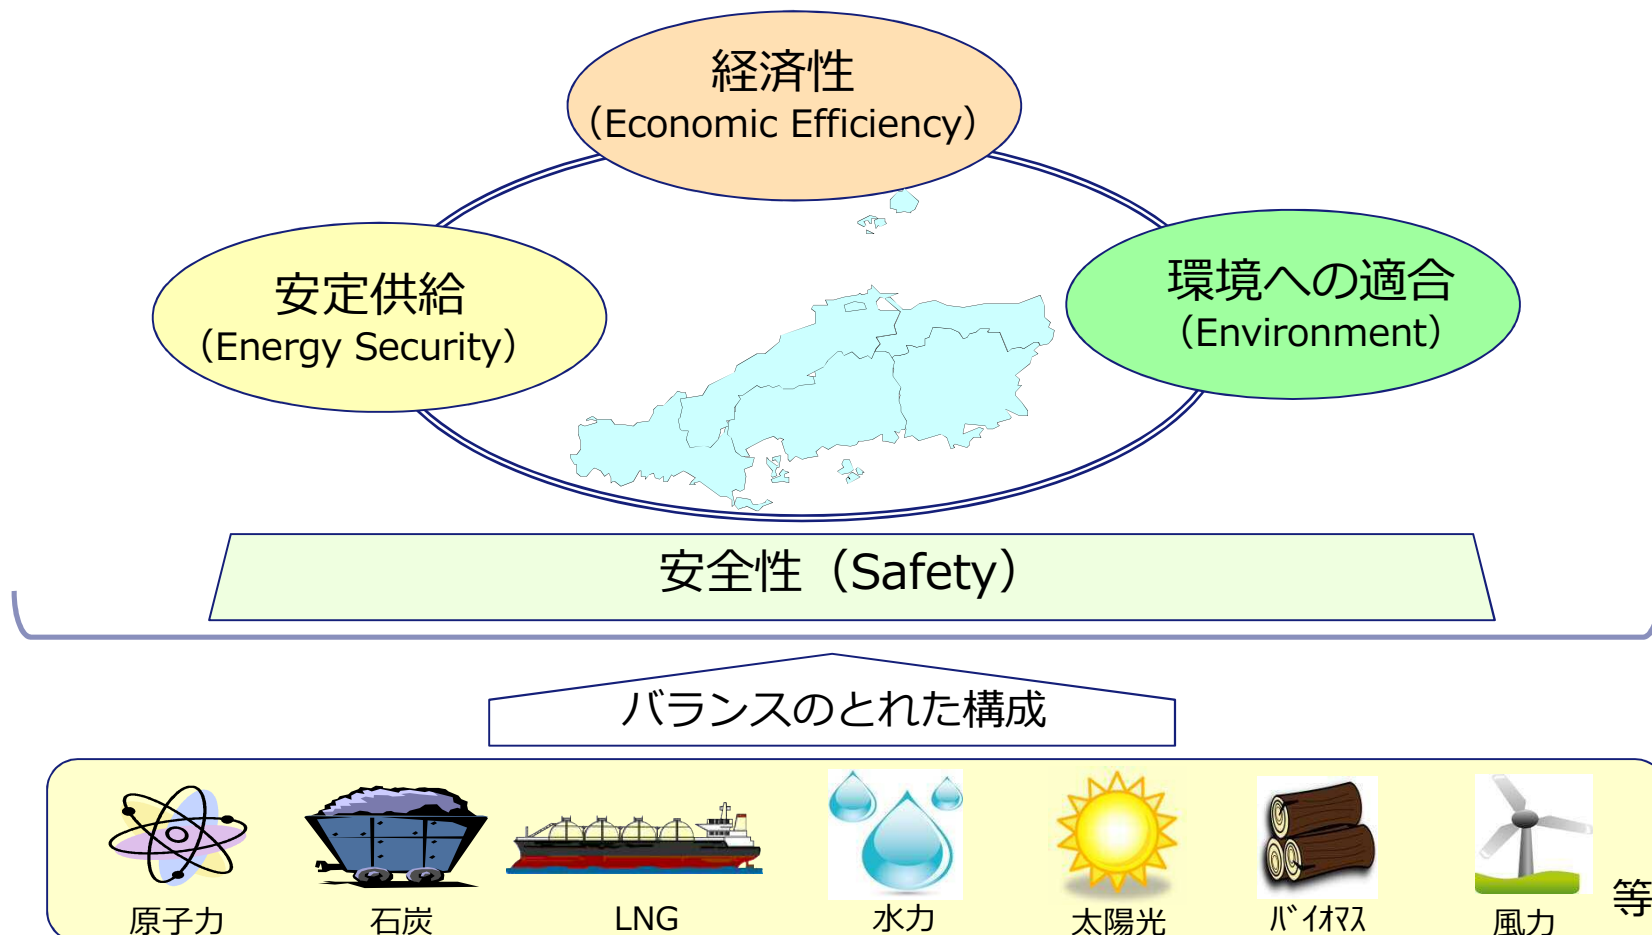 経済性
（Economic Efficiency）
安定供給
（Energy Security）
環境への適合
（Environment）
安全性（Safety）
バランスのとれた構成
原子力
石炭
LNG
水力
太陽光
ﾊﾞｲｵﾏｽ
風力
等